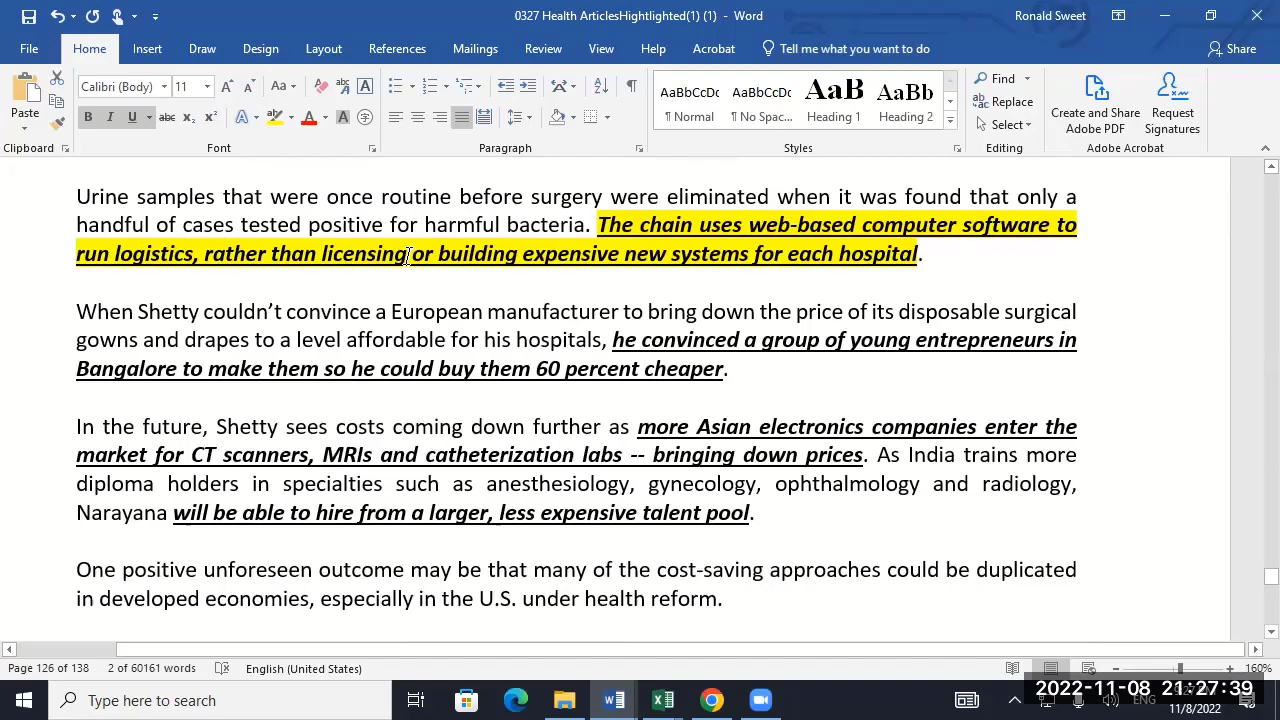 0327 Health ArticlesHightlighted(1) (1) - Word
Ronald Sweet
File Home Insert Draw Design Layout References Mailings Review View Help Acrobat Tell me what you want to do Share
Paste
Calibri (Body) 11
AaBbCcDc AaBbCcDc AaB AaBb
¶ Normal ¶ No Spac... Heading 1 Heading 2
Find
Replace
Select
Create and Share Adobe PDF
Request Signatures
Clipboard Font Paragraph Styles Editing Adobe Acrobat
Urine samples that were once routine before surgery were eliminated when it was found that only a
handful of cases tested positive for harmful bacteria. The chain uses web-based computer software to
run logistics, rather than licensing or building expensive new systems for each hospital.
When Shetty couldn’t convince a European manufacturer to bring down the price of its disposable surgical
gowns and drapes to a level affordable for his hospitals, he convinced a group of young entrepreneurs in
Bangalore to make them so he could buy them 60 percent cheaper.
In the future, Shetty sees costs coming down further as more Asian electronics companies enter the
market for CT scanners, MRIs and catheterization labs -- bringing down prices. As India trains more
diploma holders in specialties such as anesthesiology, gynecology, ophthalmology and radiology,
Narayana will be able to hire from a larger, less expensive talent pool.
One positive unforeseen outcome may be that many of the cost-saving approaches could be duplicated
in developed economies, especially in the U.S. under health reform.
Page 126 of 138 2 of 60161 words English (United States) 160%
Type here to search
2022-11-08 21:27:39
ENG
11/8/2022